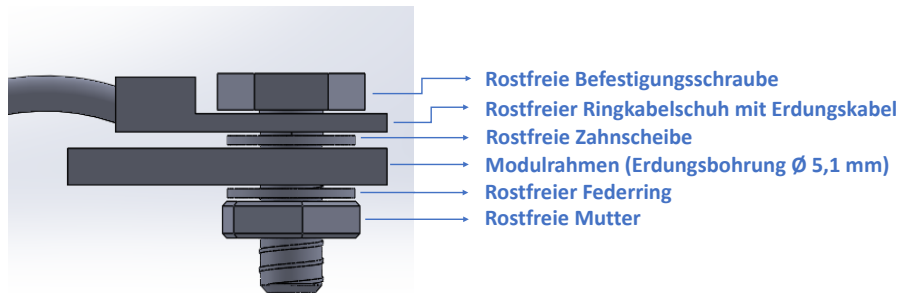 Rostfreie Befestigungsschraube
Rostfreier Ringkabelschuh mit Erdungskabel
Rostfreie Zahnscheibe
Modulrahmen (Erdungsbohrung Ø 5,1 mm)
Rostfreier Federring
Rostfreie Mutter